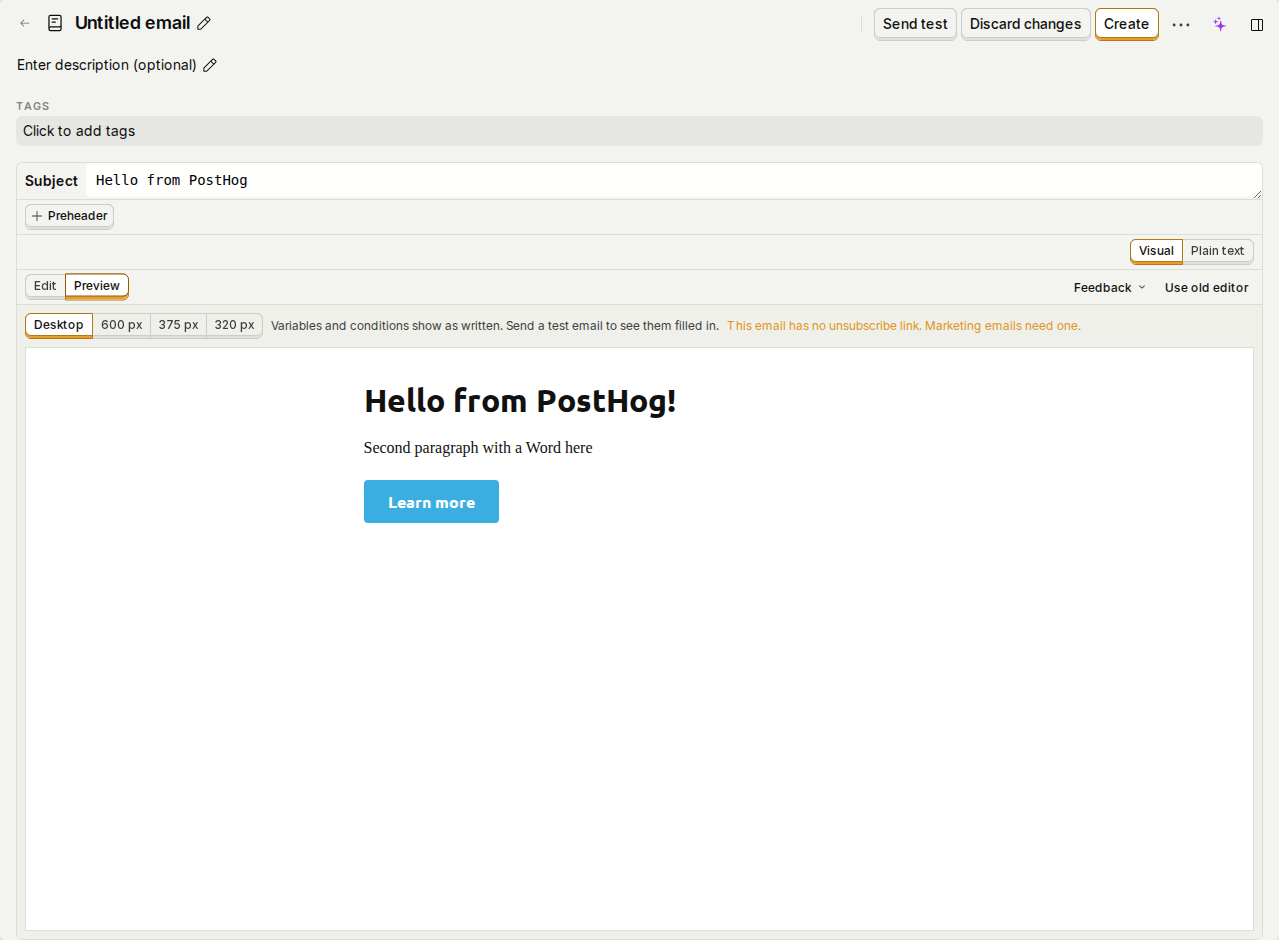 Untitled email
Send test
Discard changes
Create
Enter description (optional)
TAGS
Click to add tags
Subject
Hello from PostHog
Preheader
Visual
Plain text
Edit
Preview
Feedback
Use old editor
Desktop
600 px
375 px
320 px
Variables and conditions show as written. Send a test email to see them filled in.
This email has no unsubscribe link. Marketing emails need one.
Hello from PostHog!
Second paragraph with a Word here
Learn more